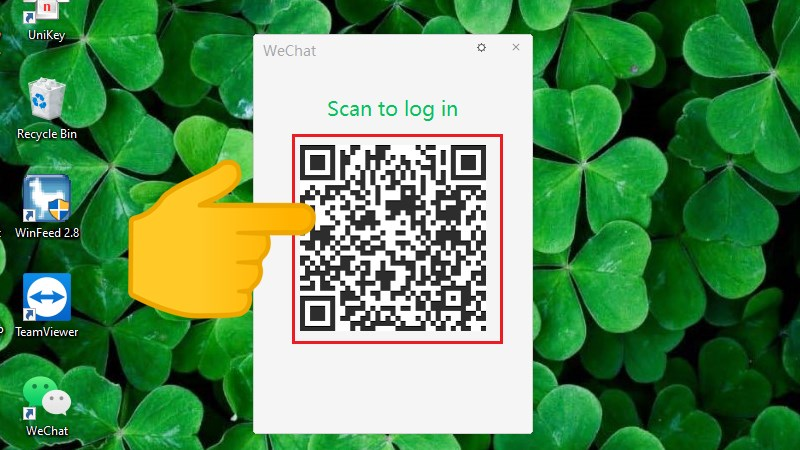 UniKey
Recycle Bin
WinFeed 2.8
TeamViewer
WeChat
WeChat
Scan to log in